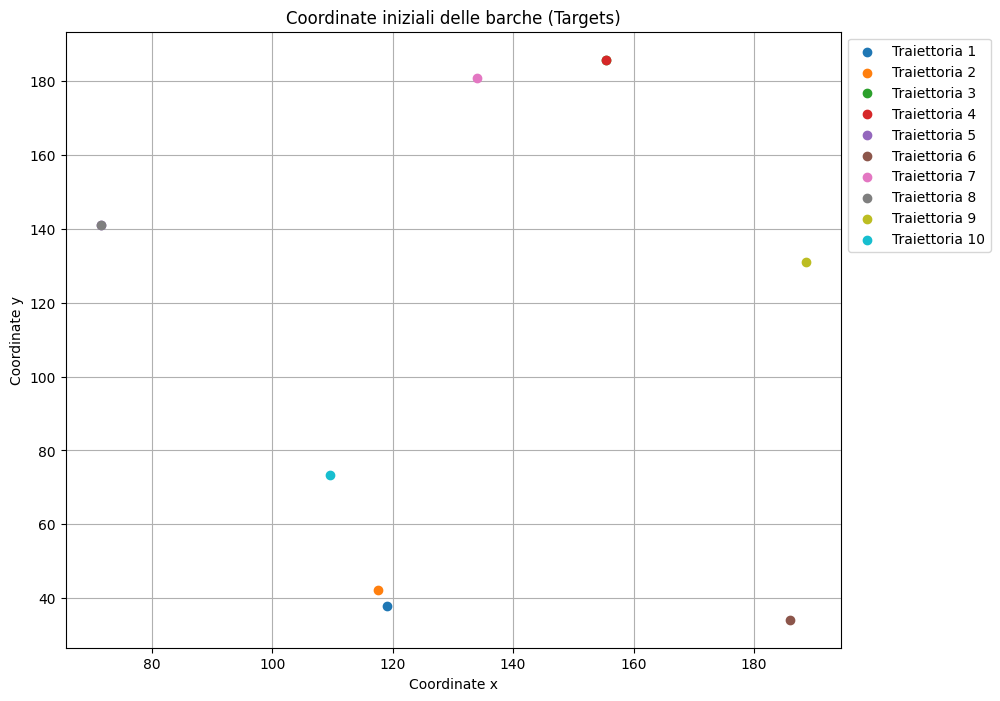 Coordinate iniziali delle barche (Targets)
Coordinate y
180
160
140
120
100
80
60
40
80
100
120
140
160
180
Coordinate x
Traiettoria 1
Traiettoria 2
Traiettoria 3
Traiettoria 4
Traiettoria 5
Traiettoria 6
Traiettoria 7
Traiettoria 8
Traiettoria 9
Traiettoria 10